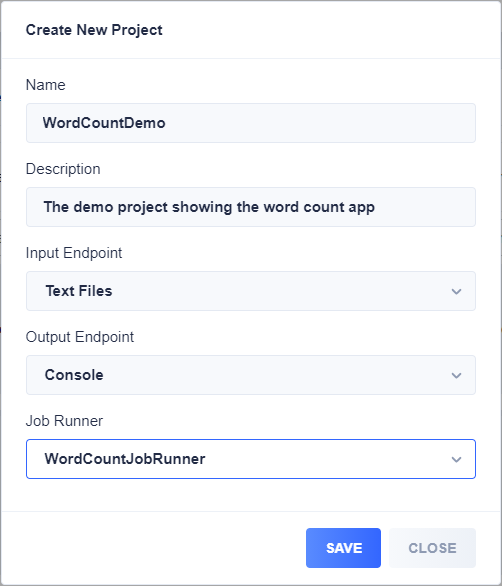 Create New Project
Name
WordCountDemo
Description
The demo project showing the word count app
Input Endpoint
Text Files
Output Endpoint
Console
Job Runner
WordCountJobRunner
SAVE CLOSE